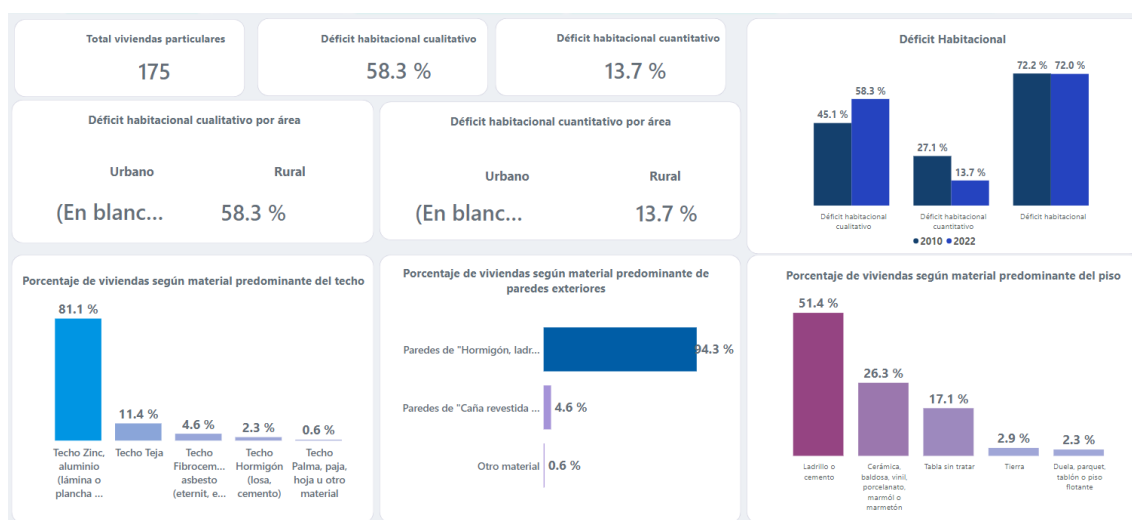 Total viviendas particulares
175
Déficit habitacional cualitativo
58.3 %
Déficit habitacional cuantitativo
13.7 %
Déficit habitacional cualitativo por área
Urbano
Rural
(En blanc...
58.3 %
Déficit habitacional cuantitativo por área
Urbano
Rural
(En blanc...
13.7 %
Déficit Habitacional
45.1 %
58.3 %
27.1 %
13.7 %
72.2 %
72.0 %
Déficit habitacional
cualitativo
Déficit habitacional
cuantitativo
Déficit habitacional
2010
2022
Porcentaje de viviendas según material predominante del techo
81.1 %
11.4 %
4.6 %
2.3 %
0.6 %
Techo Zinc,
aluminio
(lámina o
plancha ...
Techo Teja
Techo
Fibrocem...
asbesto
(eternit, e...
Techo
Hormigón
(losa,
cemento)
Techo
Palma, paja,
hoja u otro
material
Porcentaje de viviendas según material predominante de
paredes exteriores
Paredes de "Hormigón, ladr...
94.3 %
Paredes de "Caña revestida ...
4.6 %
Otro material
0.6 %
Porcentaje de viviendas según material predominante del piso
51.4 %
26.3 %
17.1 %
2.9 %
2.3 %
Ladrillo o
cemento
Cerámica,
baldosa, vinil,
porcelanato,
marmól o
marmetón
Tabla sin tratar
Tierra
Duela, parquet,
tablón o piso
flotante